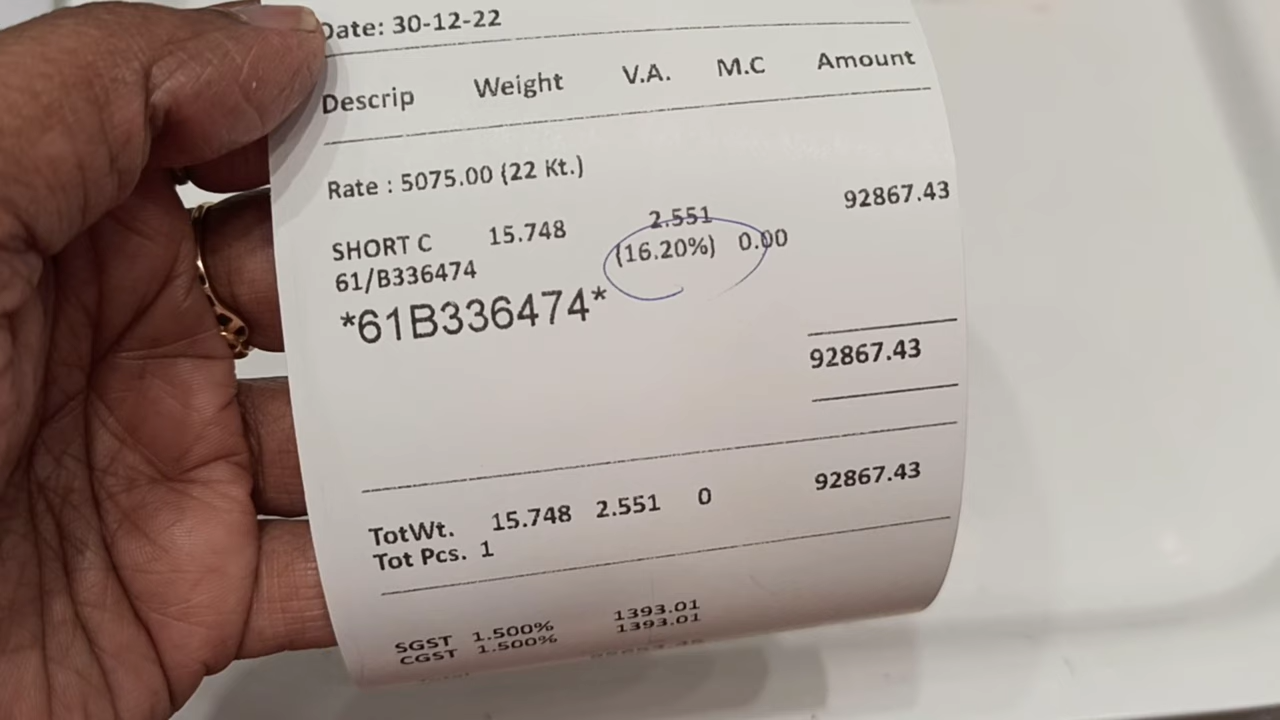 Date: 30-12-22
Descrip Weight V.A. M.C Amount
Rate : 5075.00 (22 Kt.)
SHORT C 15.748 2.551 92867.43
61/B336474 (16.20%) 0.00
*61B336474*
92867.43
TotWt. 15.748 2.551 0 92867.43
Tot Pcs. 1
SGST 1.500% 1393.01
CGST 1.500% 1393.01